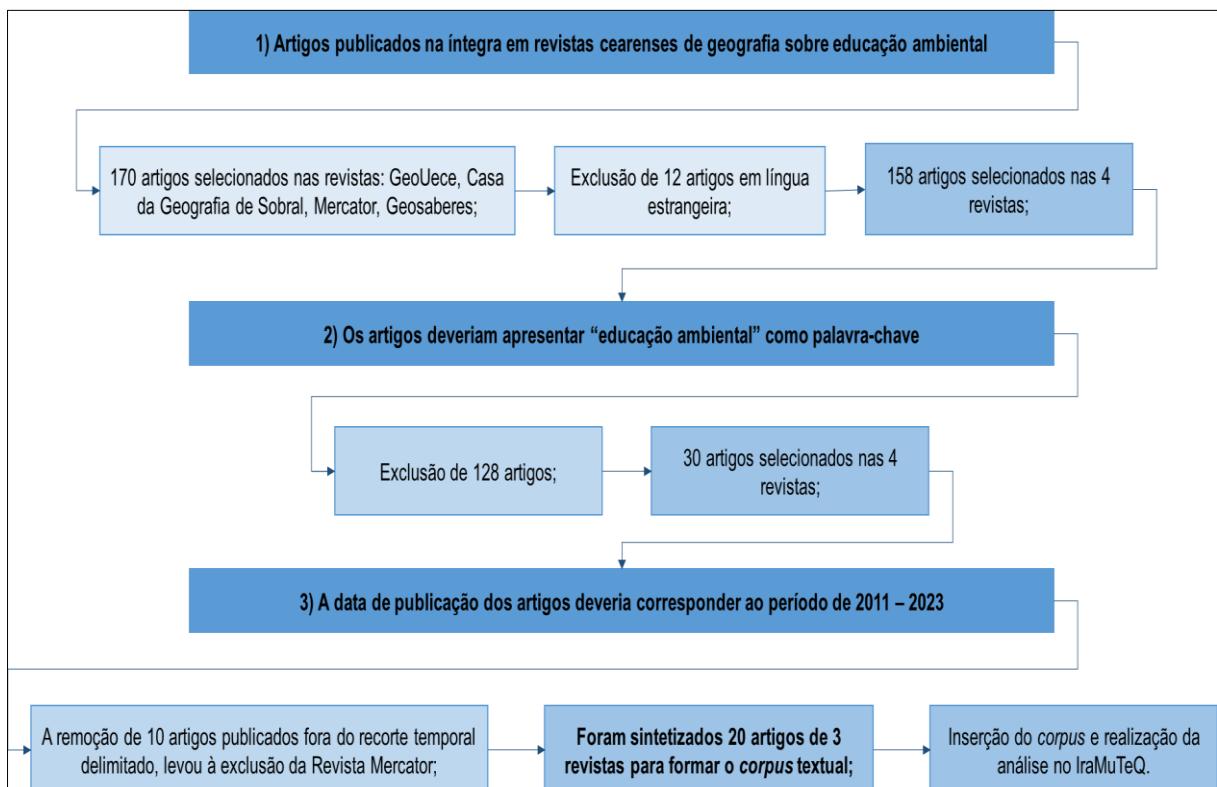 1) Artigos publicados na íntegra em revistas cearenses de geografia sobre educação ambiental
170 artigos selecionados nas revistas: GeoUece, Casa
da Geografia de Sobral, Mercator, Geosaberes;
Exclusão de 12 artigos em língua
estrangeira;
158 artigos selecionados nas 4
revistas;
2) Os artigos deveriam apresentar “educação ambiental” como palavra-chave
Exclusão de 128 artigos;
30 artigos selecionados nas 4
revistas;
3) A data de publicação dos artigos deveria corresponder ao período de 2011 – 2023
A remoção de 10 artigos publicados fora do recorte temporal
delimitado, levou à exclusão da Revista Mercator;
Foram sintetizados 20 artigos de 3
revistas para formar o corpus textual;
Inserção do corpus e realização da
análise no IraMuTeQ.